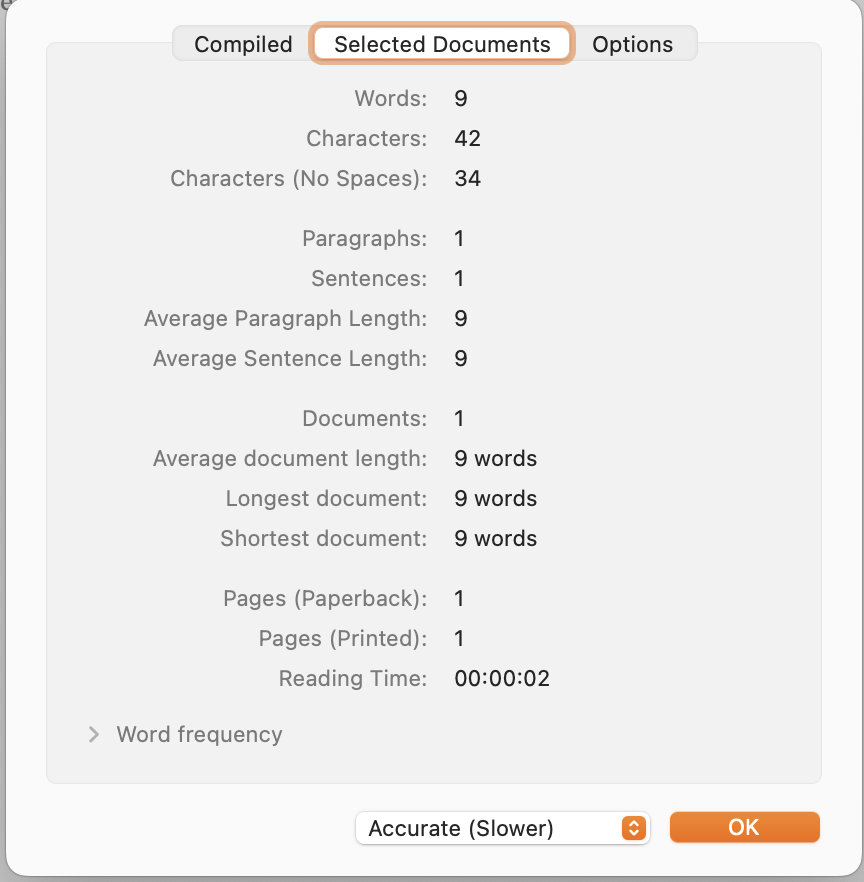 Compiled Selected Documents Options
Words: 9
Characters: 42
Characters (No Spaces): 34
Paragraphs: 1
Sentences: 1
Average Paragraph Length: 9
Average Sentence Length: 9
Documents: 1
Average document length: 9 words
Longest document: 9 words
Shortest document: 9 words
Pages (Paperback): 1
Pages (Printed): 1
Reading Time: 00:00:02
Word frequency
Accurate (Slower) OK